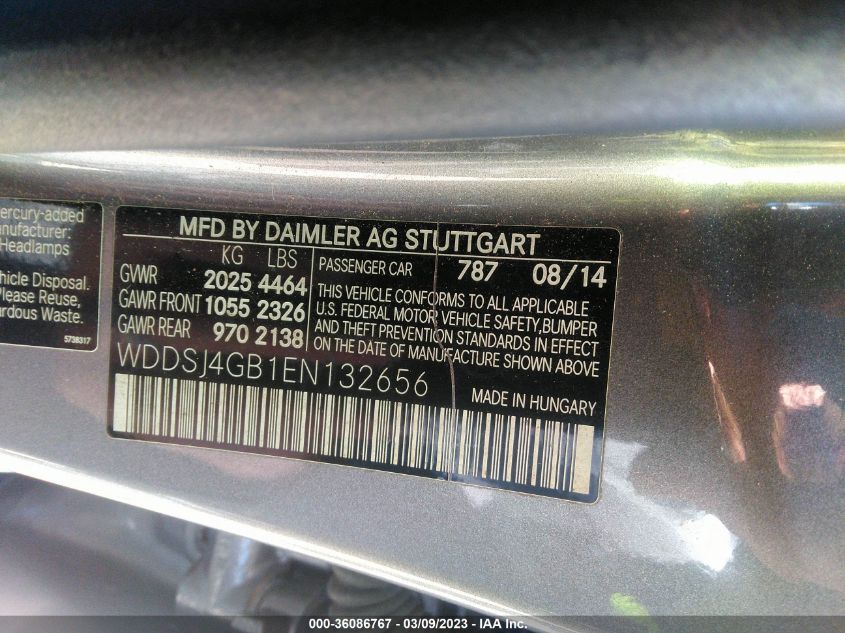 ercury-added
anufacturer:
Headlamps
hicle Disposal.
Please Reuse,
ardous Waste.
5738317
MFD BY DAIMLER AG STUTTGART
KG LBS
GVWR 2025 4464
GAWR FRONT 1055 2326
GAWR REAR 970 2138
PASSENGER CAR 787 08/14
THIS VEHICLE CONFORMS TO ALL APPLICABLE
U.S. FEDERAL MOTOR VEHICLE SAFETY, BUMPER
AND THEFT PREVENTION STANDARDS IN EFFECT
ON THE DATE OF MANUFACTURE SHOWN ABOVE
WDDSJ4GB1EN132656
MADE IN HUNGARY
000-36086767 — 03/09/2023 — IAA Inc.